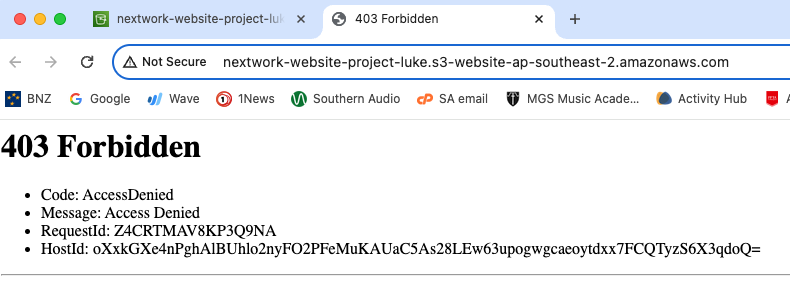 nextwork-website-project-luk
403 Forbidden
Not Secure nextwork-website-project-luke.s3-website-ap-southeast-2.amazonaws.com
BNZ Google Wave 1News Southern Audio SA email MGS Music Acade... Activity Hub
403 Forbidden
Code: AccessDenied
Message: Access Denied
RequestId: Z4CRTMAV8KP3Q9NA
HostId: oXxkGXe4nPghAlBUhlo2nyFO2PFeMuKAUaC5As28LEw63upogwgcaeoytdxx7FCQTyzS6X3qdoQ=